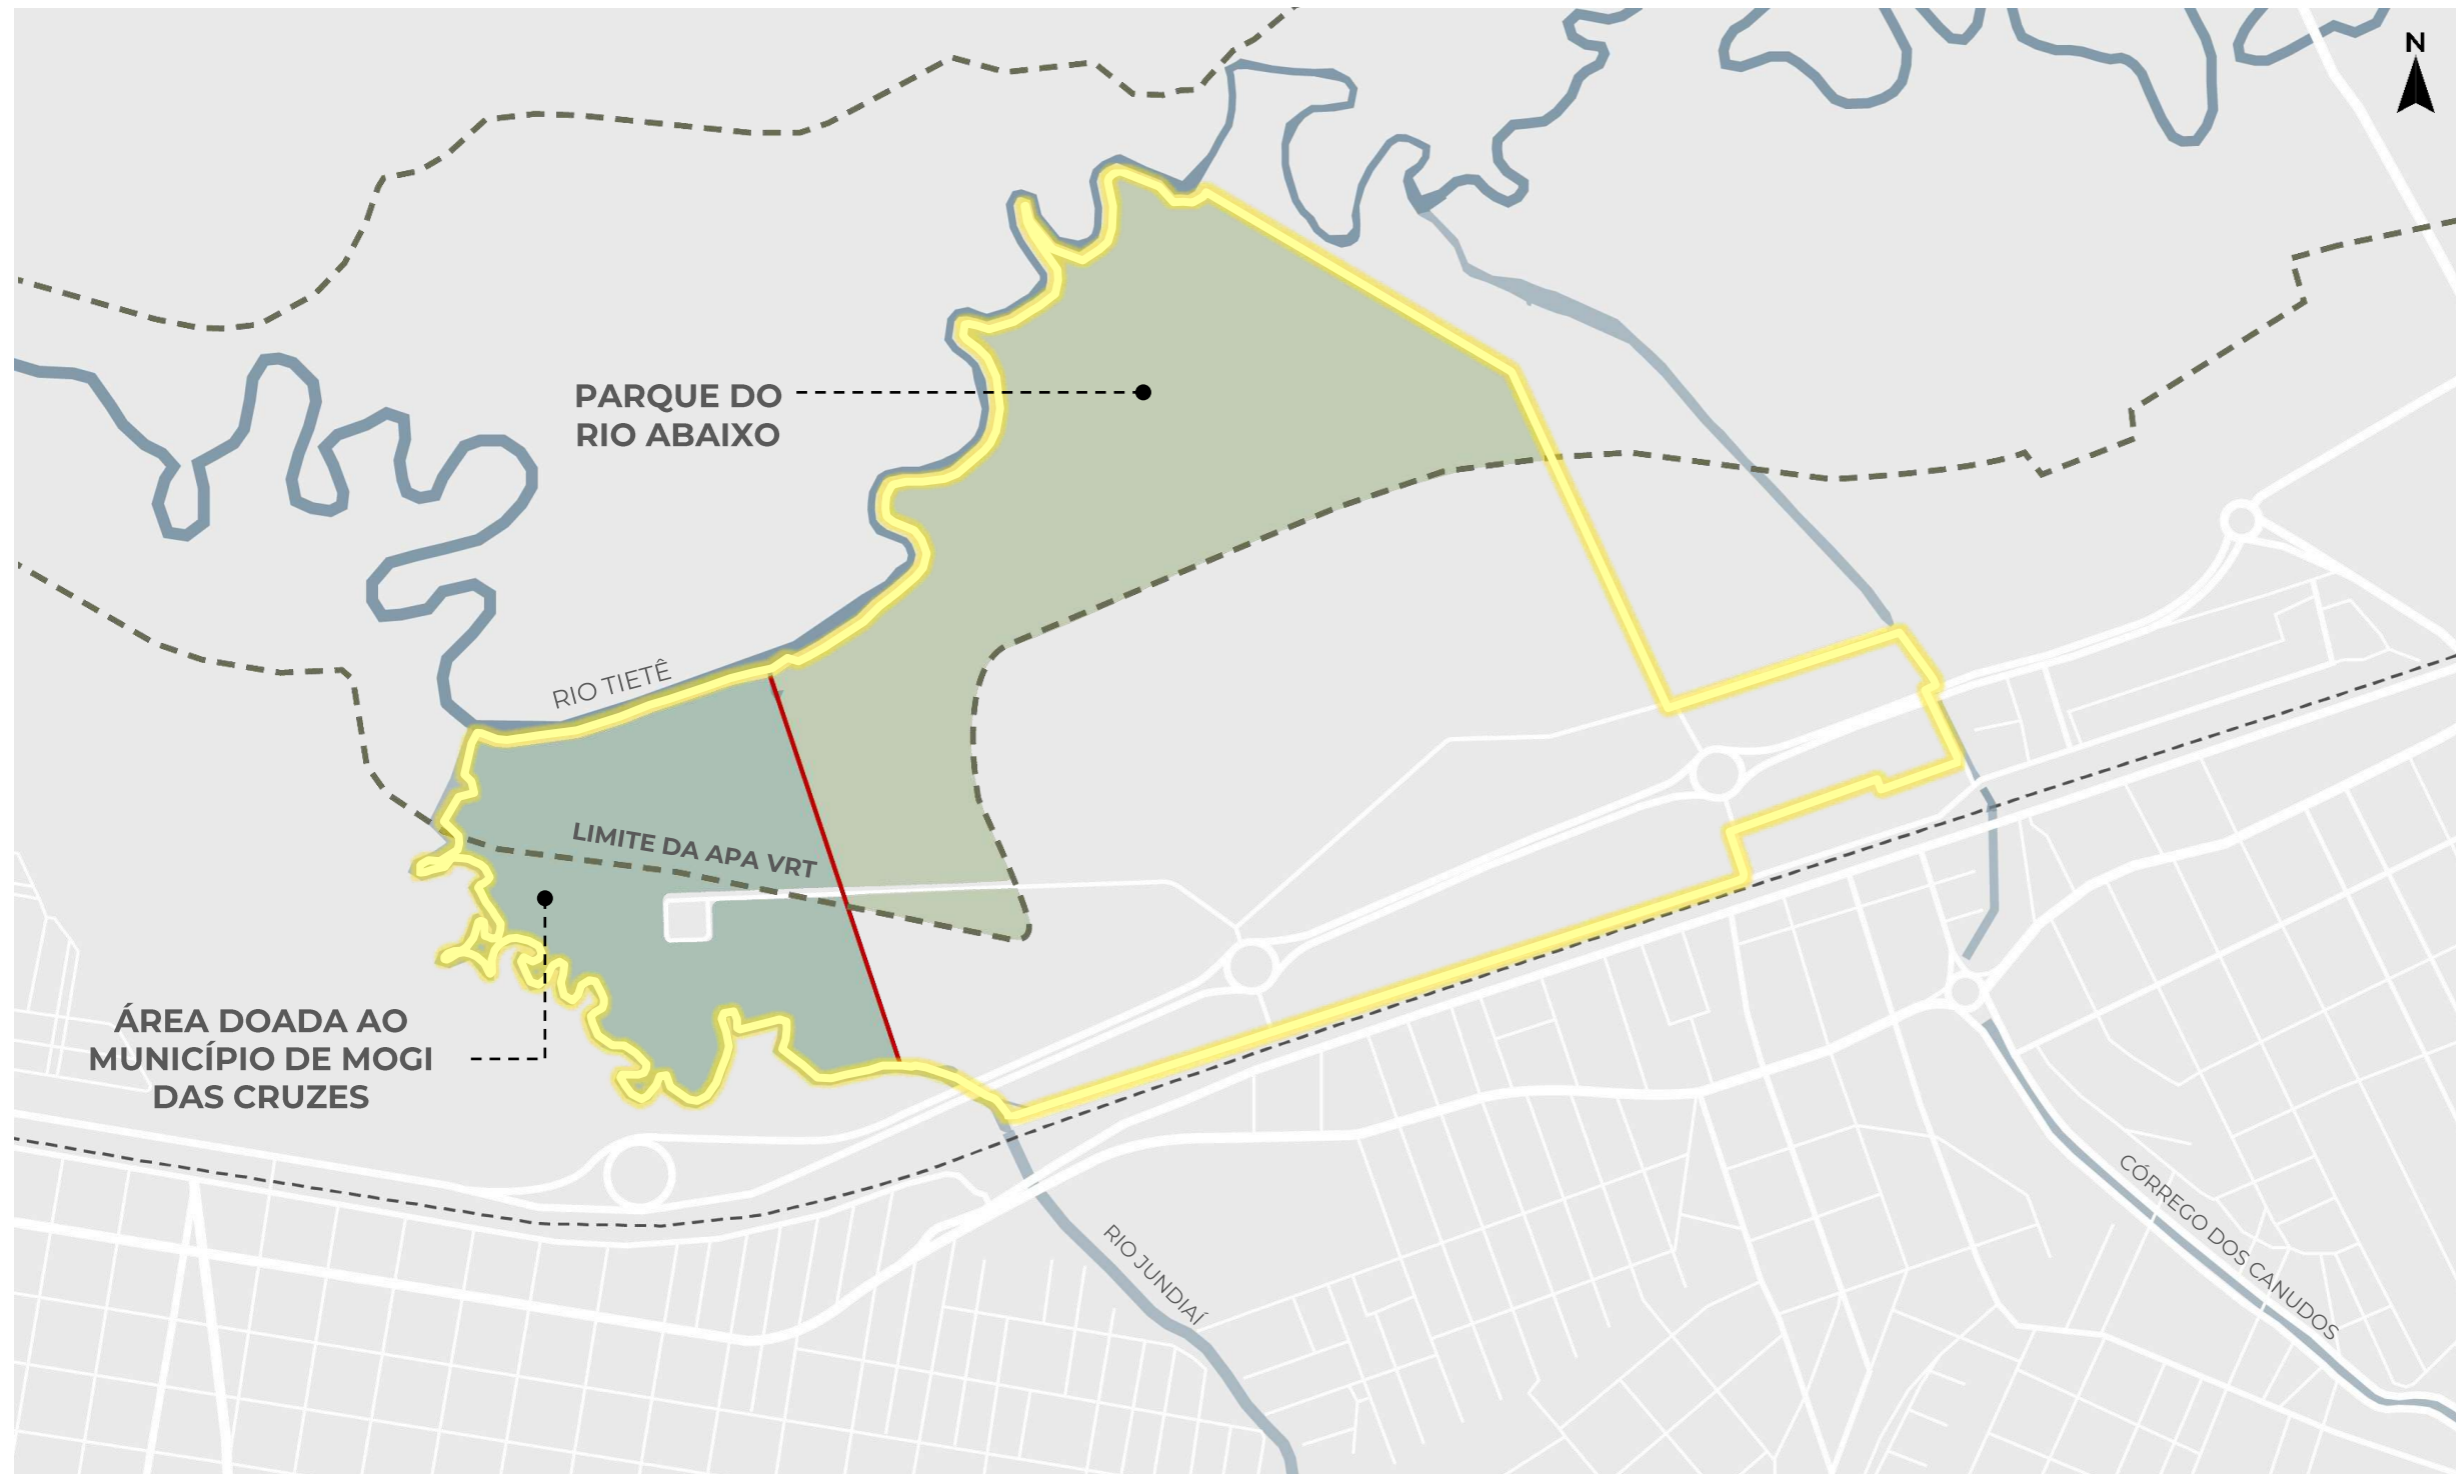 N
PARQUE DO
RIO ABAIXO
RIO TIETÊ
LIMITE DA APA VRT
ÁREA DOADA AO
MUNICÍPIO DE MOGI
DAS CRUZES
RIO JUNDIAÍ
CÓRREGO DOS CANUDOS